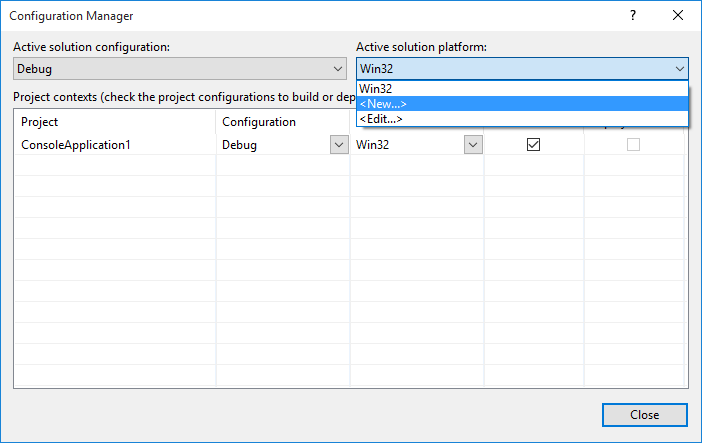 Configuration Manager
?
Active solution configuration:
Active solution platform:
Debug
Win32
Win32
<New...>
<Edit...>
Project contexts (check the project configurations to build or dep
Project
Configuration
ConsoleApplication1
Debug
Win32
Close